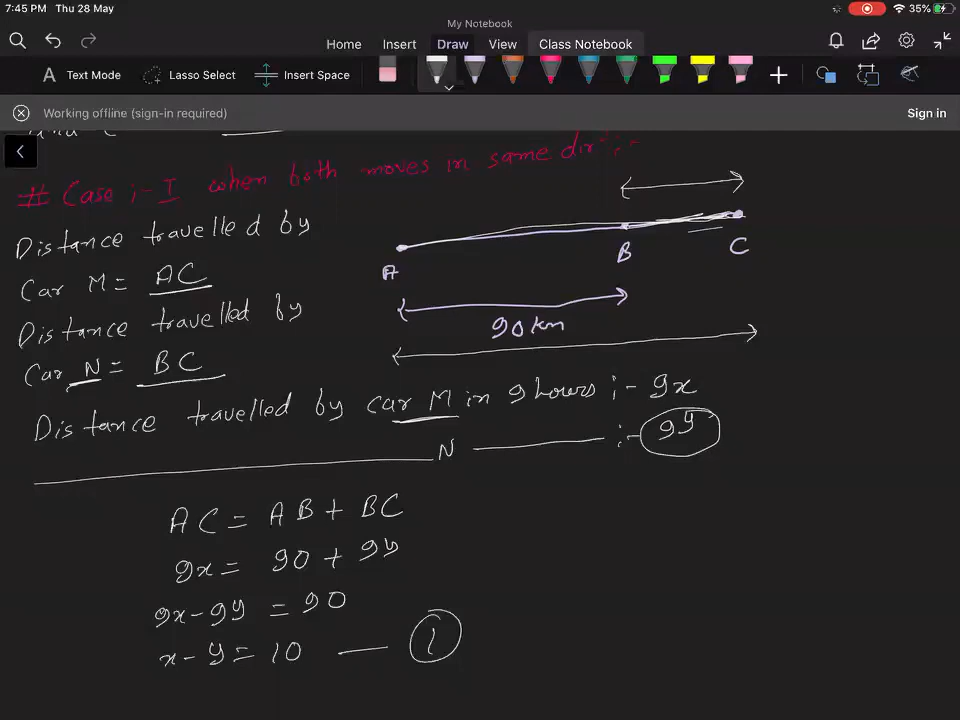 7:45 PM Thu 28 May
35%
My Notebook
Home Insert Draw View Class Notebook
Text Mode Lasso Select Insert Space
Working offline (sign-in required) Sign in
# Case :- I when both moves in same dirⁿ :-
Distance travelled by
Car M = AC
Distance travelled by
Car N = BC
A B C
90 km
Distance travelled by car M in 9 hours :- 9x
N :- 9y
AC = AB + BC
9x = 90 + 9y
9x - 9y = 90
x - y = 10 — 1